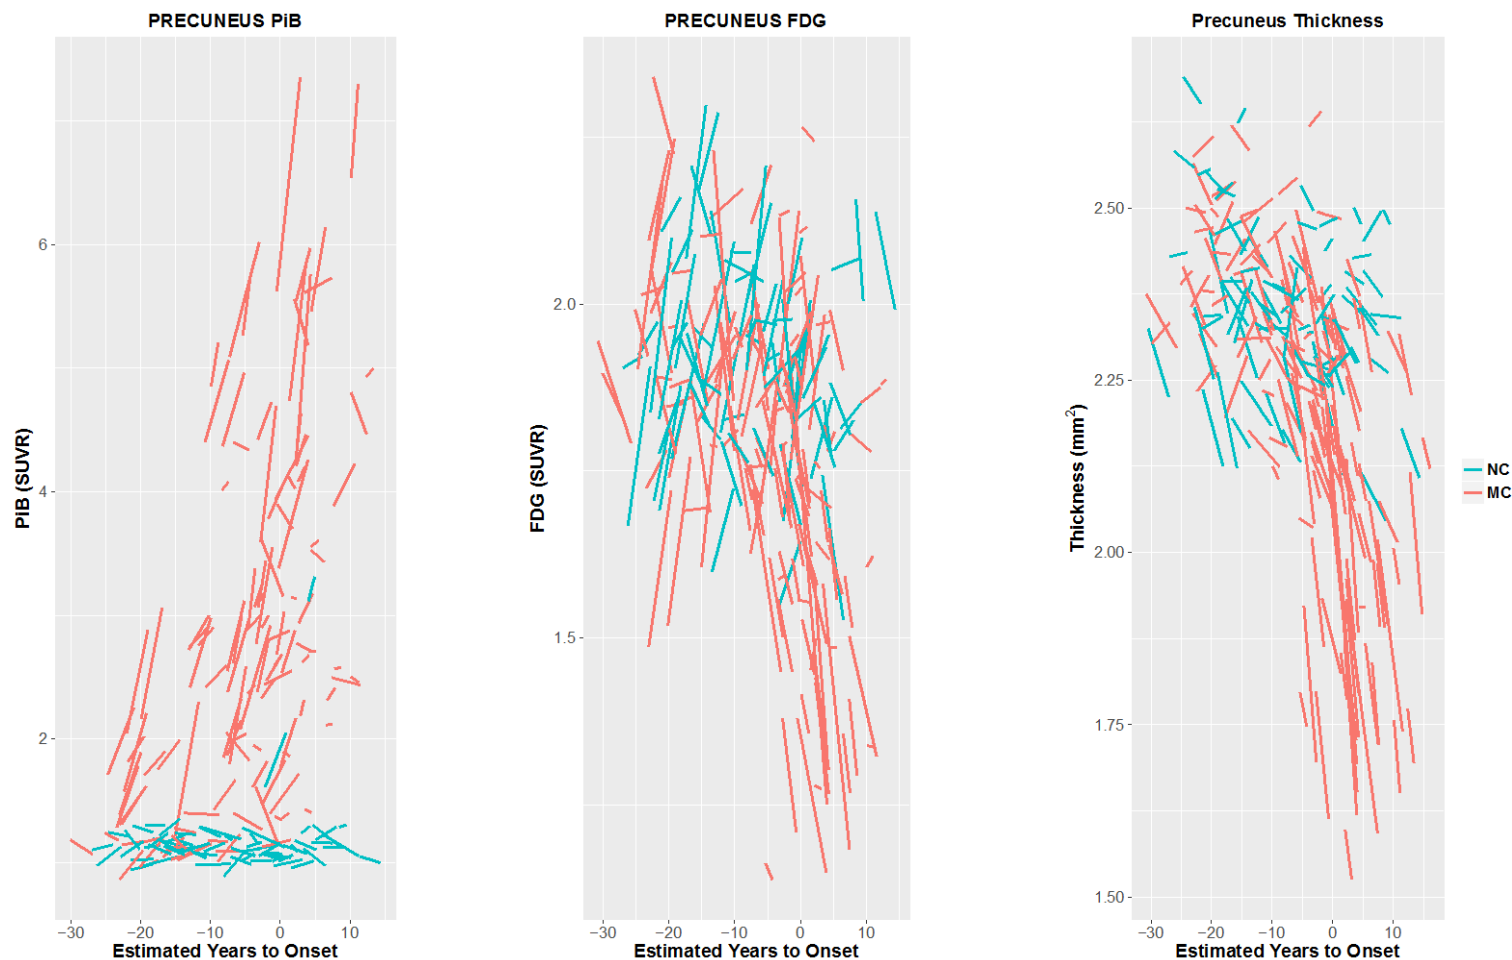 PRECUNEUS PiB
PiB (SUVR)
6
4
2
−30 −20 −10 0 10
Estimated Years to Onset
PRECUNEUS FDG
FDG (SUVR)
2.0
1.5
−30 −20 −10 0 10
Estimated Years to Onset
Precuneus Thickness
Thickness (mm²)
2.50
2.25
2.00
1.75
1.50
−30 −20 −10 0 10
Estimated Years to Onset
NC
MC